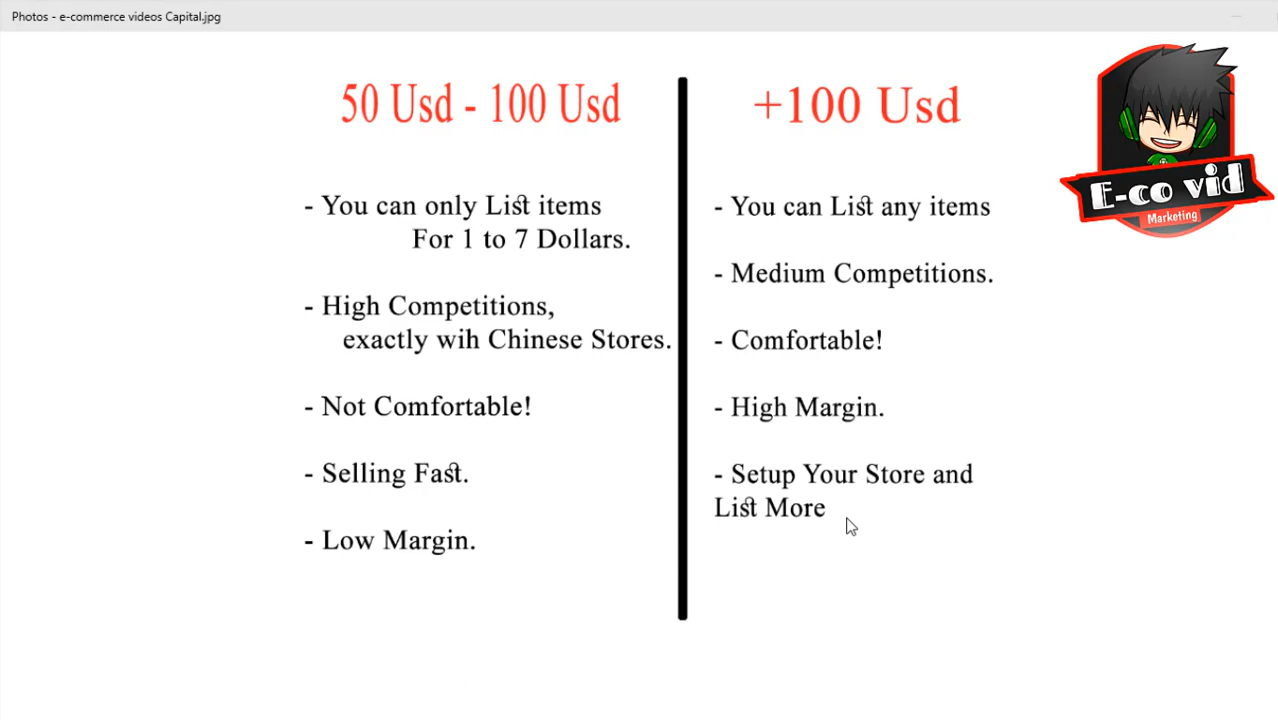 Photos - e-commerce videos Capital.jpg
50 Usd - 100 Usd
- You can only List items
For 1 to 7 Dollars.
- High Competitions,
exactly wih Chinese Stores.
- Not Comfortable!
- Selling Fast.
- Low Margin.
+100 Usd
- You can List any items
- Medium Competitions.
- Comfortable!
- High Margin.
- Setup Your Store and
List More
E-co vid
Marketing